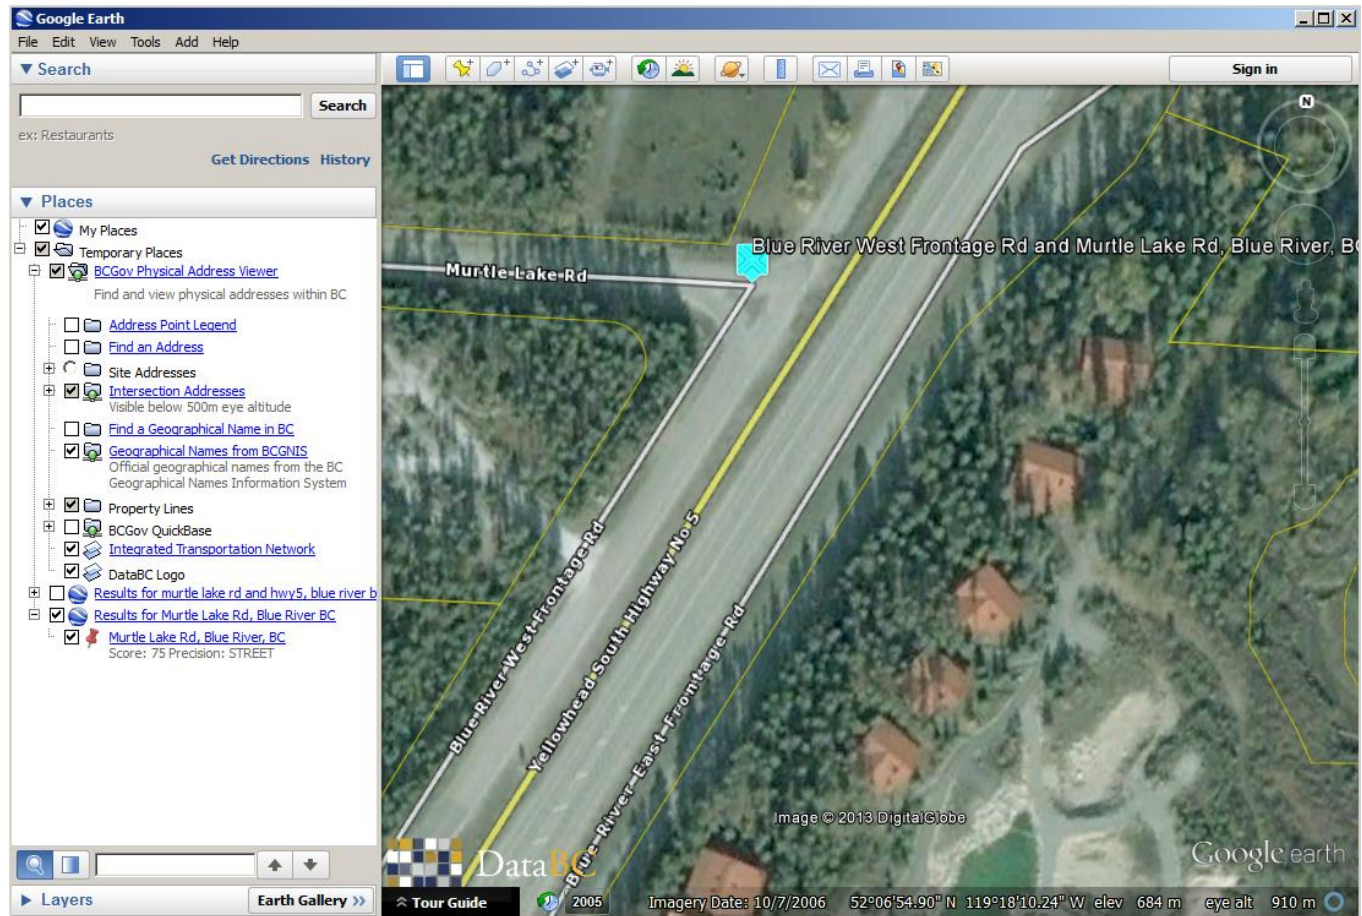 Google Earth
File Edit View Tools Add Help
Search
Search
ex: Restaurants
Get Directions History
Places
My Places
Temporary Places
BCGov Physical Address Viewer
Find and view physical addresses within BC
Address Point Legend
Find an Address
Site Addresses
Intersection Addresses
Visible below 500m eye altitude
Find a Geographical Name in BC
Geographical Names from BCGNIS
Official geographical names from the BC
Geographical Names Information System
Property Lines
BCGov QuickBase
Integrated Transportation Network
DataBC Logo
Results for murtle lake rd and hwy5, blue river b
Results for Murtle Lake Rd, Blue River BC
Murtle Lake Rd, Blue River, BC
Score: 75 Precision: STREET
Layers
Earth Gallery >>
Sign in
N
Blue River West Frontage Rd and Murtle Lake Rd, Blue River, BC
Murtle Lake Rd
Blue River West Frontage Rd
Yellowhead South Highway No 5
Blue River East Frontage Rd
Image © 2013 DigitalGlobe
DataBC
Google earth
Tour Guide
2005
Imagery Date: 10/7/2006 52°06'54.90" N 119°18'10.24" W elev 684 m eye alt 910 m